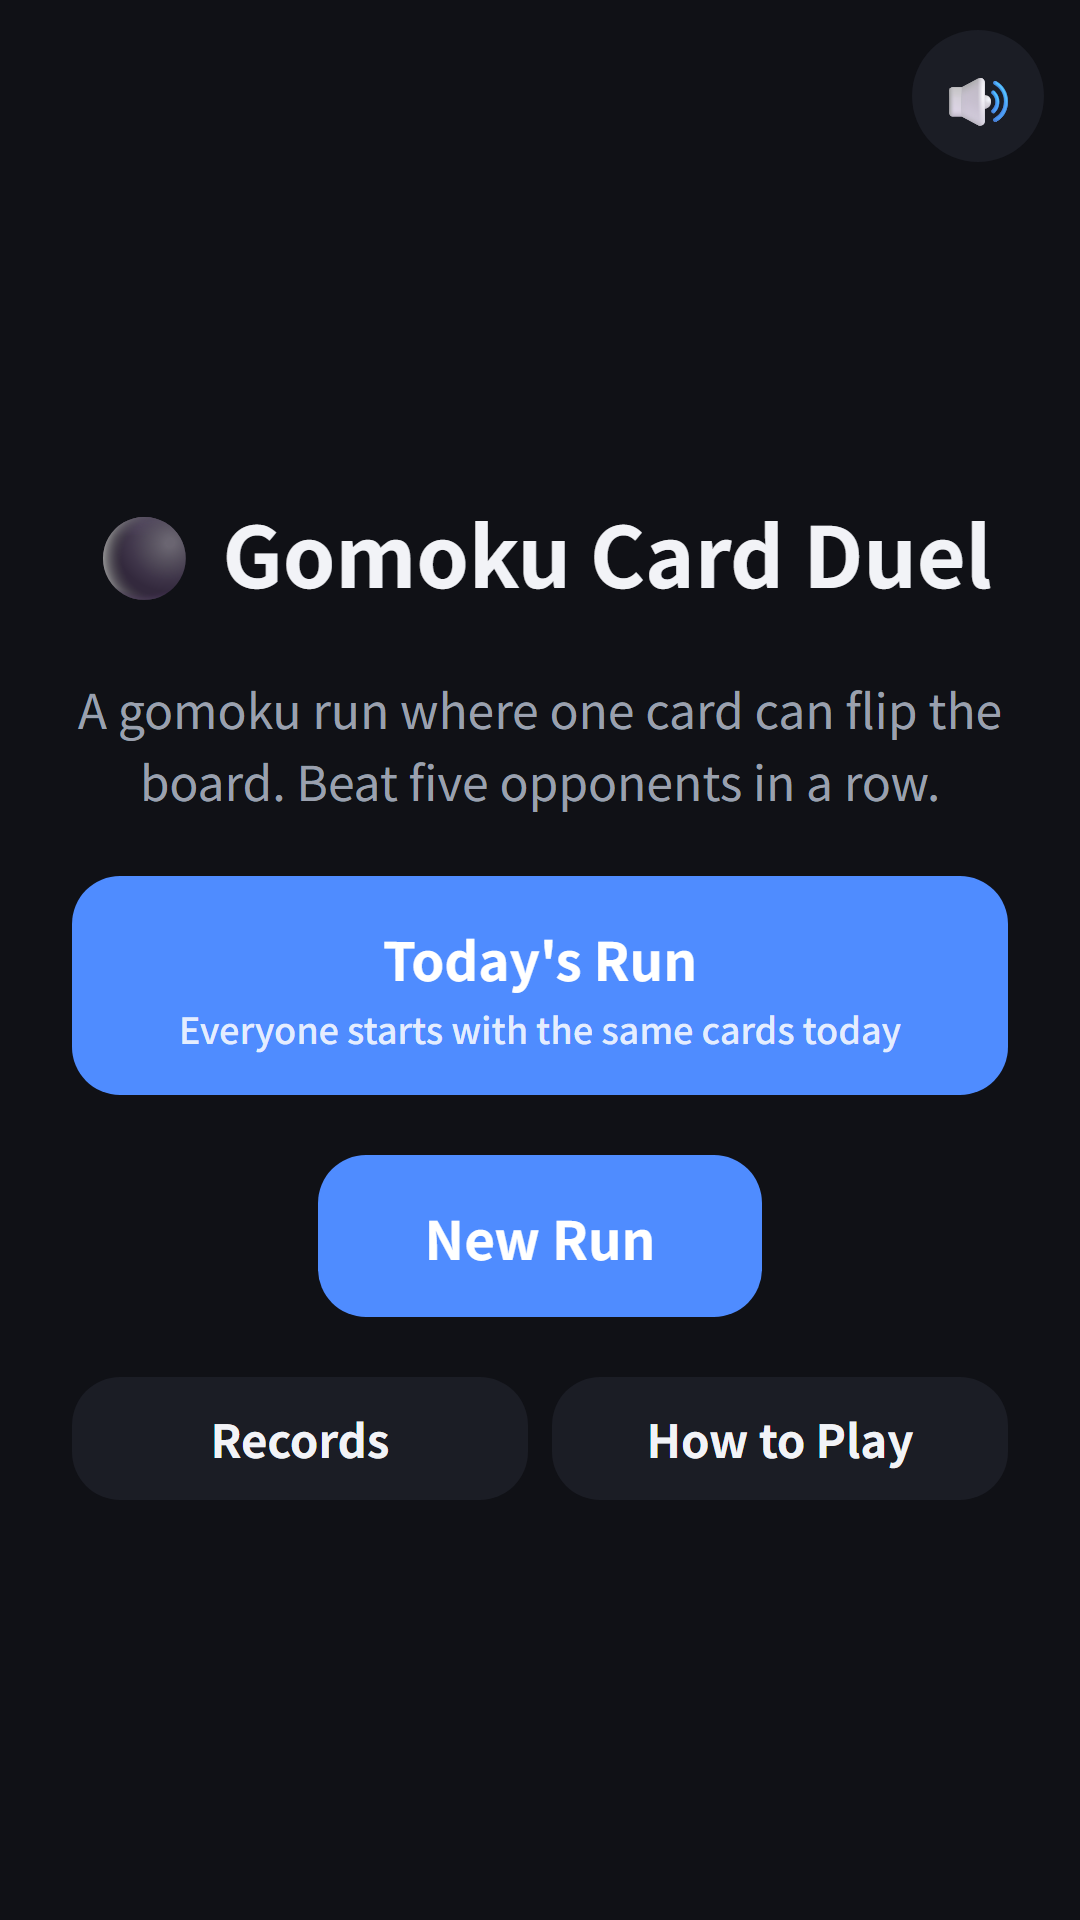 Gomoku Card Duel
A gomoku run where one card can flip the
board. Beat five opponents in a row.
Today's Run
Everyone starts with the same cards today
New Run
Records
How to Play